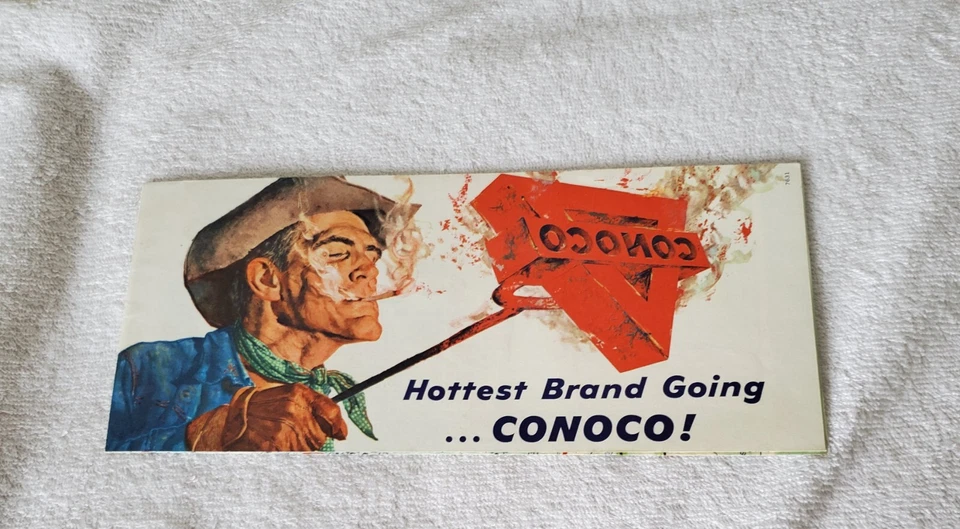 CONOCO
Hottest Brand Going
... CONOCO!